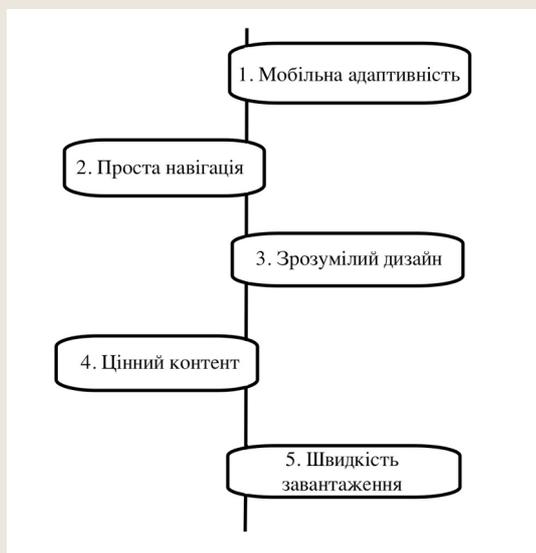 1. Мобільна адаптивність
2. Проста навігація
3. Зрозумілий дизайн
4. Цінний контент
5. Швидкість
завантаження